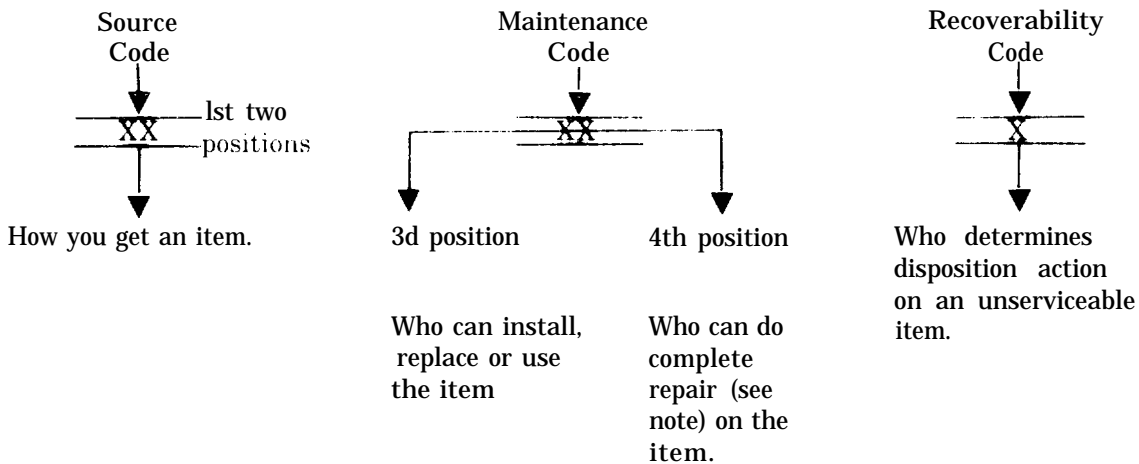 Source
Code
XX
lst two
positions
How you get an item.
Maintenance
Code
XX
3d position
Who can install,
replace or use
the item
4th position
Who can do
complete
repair (see
note) on the
item.
Recoverability
Code
X
Who determines
disposition action
on an unserviceable
item.